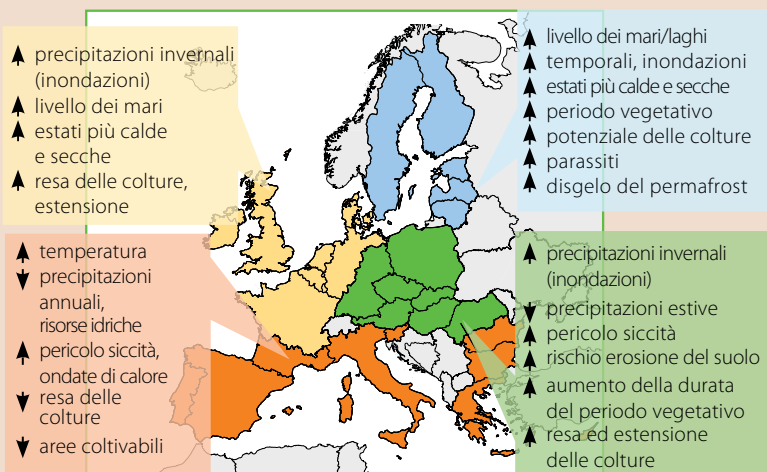 precipitazioni invernali
(inondazioni)
livello dei mari
estati più calde
e secche
resa delle colture,
estensione
livello dei mari/laghi
temporali, inondazioni
estati più calde e secche
periodo vegetativo
potenziale delle colture
parassiti
disgelo del permafrost
temperatura
precipitazioni
annuali,
risorse idriche
pericolo siccità,
ondate di calore
resa delle
colture
aree coltivabili
precipitazioni invernali
(inondazioni)
precipitazioni estive
pericolo siccità
rischio erosione del suolo
aumento della durata
del periodo vegetativo
resa ed estensione
delle colture